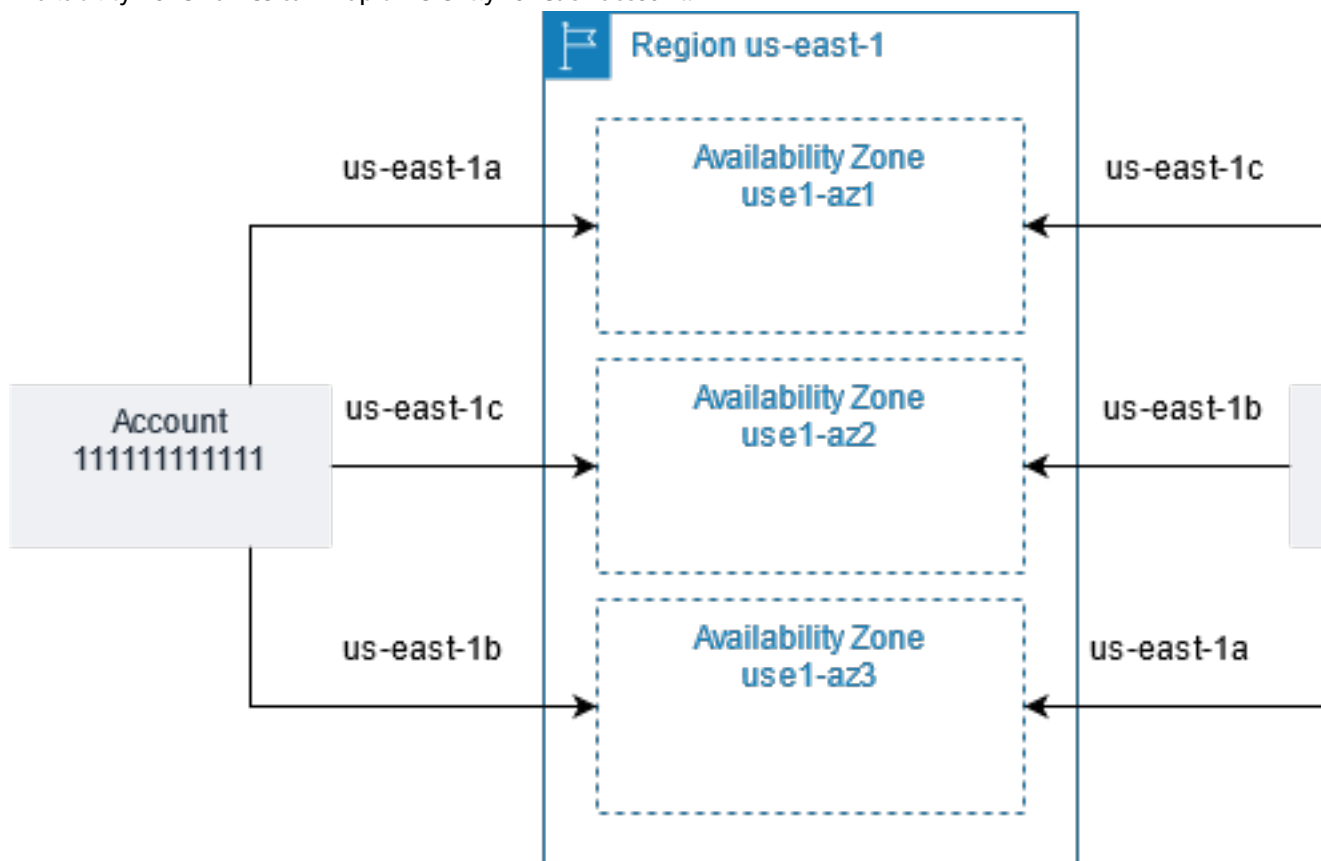 Region us-east-1
us-east-1a
Availability Zone
use1-az1
us-east-1c
Account
111111111111
us-east-1c
Availability Zone
use1-az2
us-east-1b
us-east-1b
Availability Zone
use1-az3
us-east-1a